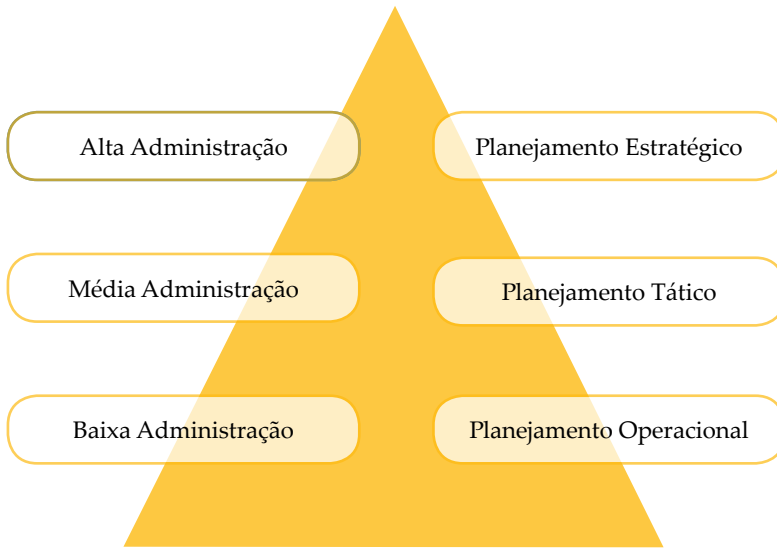 Alta Administração
Planejamento Estratégico
Média Administração
Planejamento Tático
Baixa Administração
Planejamento Operacional